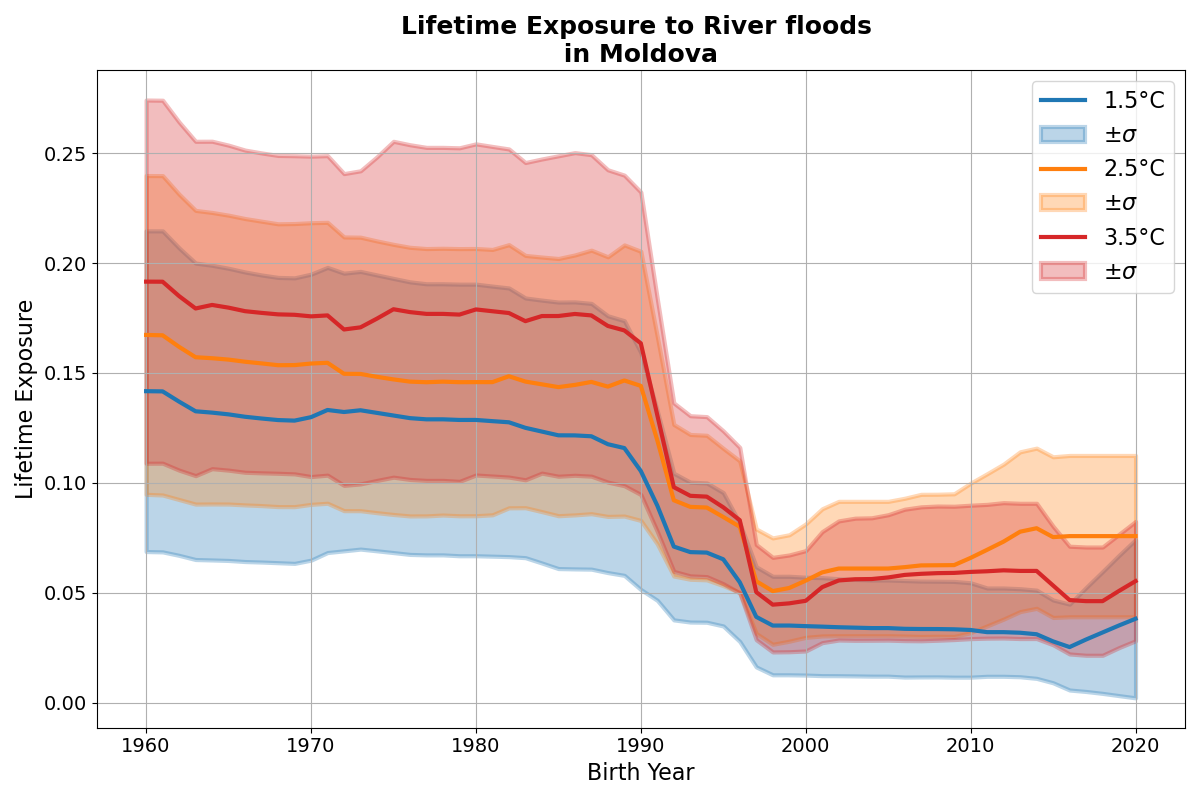 Lifetime Exposure to River floods
in Moldova
Lifetime Exposure
0.25
0.20
0.15
0.10
0.05
0.00
1960 1970 1980 1990 2000 2010 2020
Birth Year
1.5°C
±σ
2.5°C
±σ
3.5°C
±σ